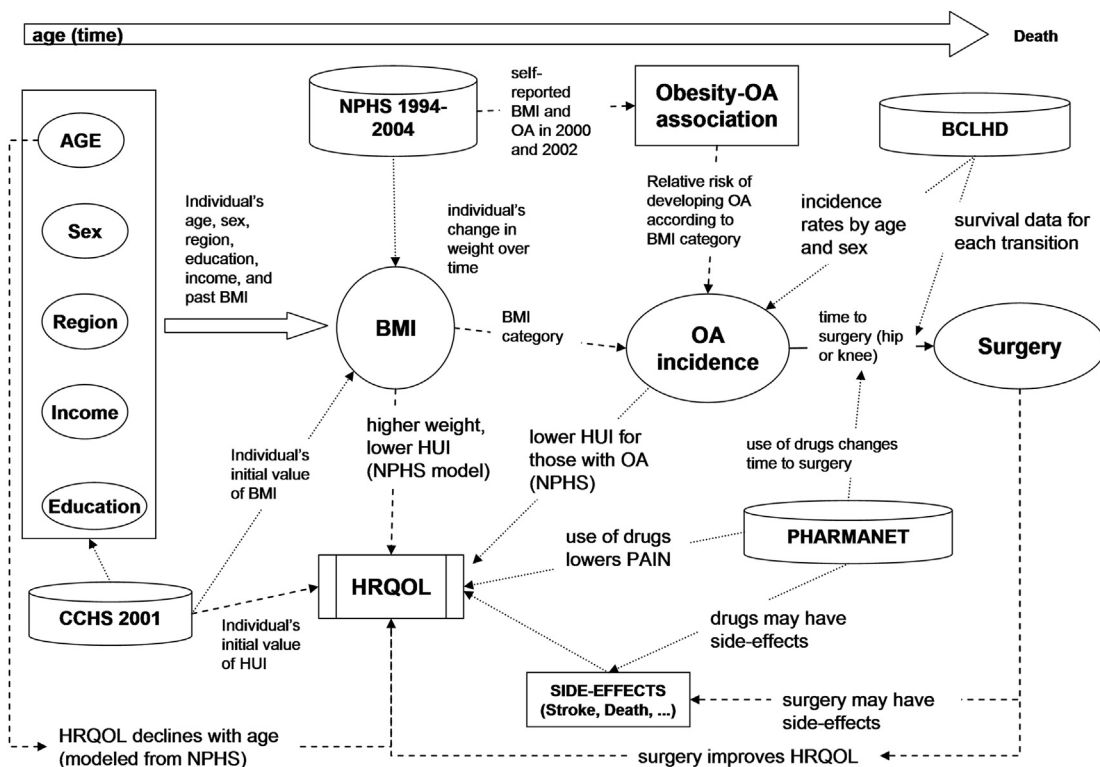 age (time)
Death
NPHS 1994-
2004
self-
reported
BMI and
OA in 2000
and 2002
Obesity-OA
association
BCLHD
AGE
Sex
Region
Income
Education
Individual's
age, sex,
region,
education,
income, and
past BMI
individual's
change in
weight over
time
Relative risk of
developing OA
according to
BMI category
incidence
rates by age
and sex
survival data for
each transition
BMI
BMI
category
OA
incidence
time to
surgery (hip
or knee)
Surgery
Individual's
initial value
of BMI
higher weight,
lower HUI
(NPHS model)
lower HUI for
those with OA
(NPHS)
use of drugs changes
time to surgery
PHARMANET
use of drugs
lowers PAIN
HRQOL
CCHS 2001
Individual's
initial value
of HUI
drugs may have
side-effects
SIDE-EFFECTS
(Stroke, Death, ...)
surgery may have
side-effects
HRQOL declines with age
(modeled from NPHS)
surgery improves HRQOL